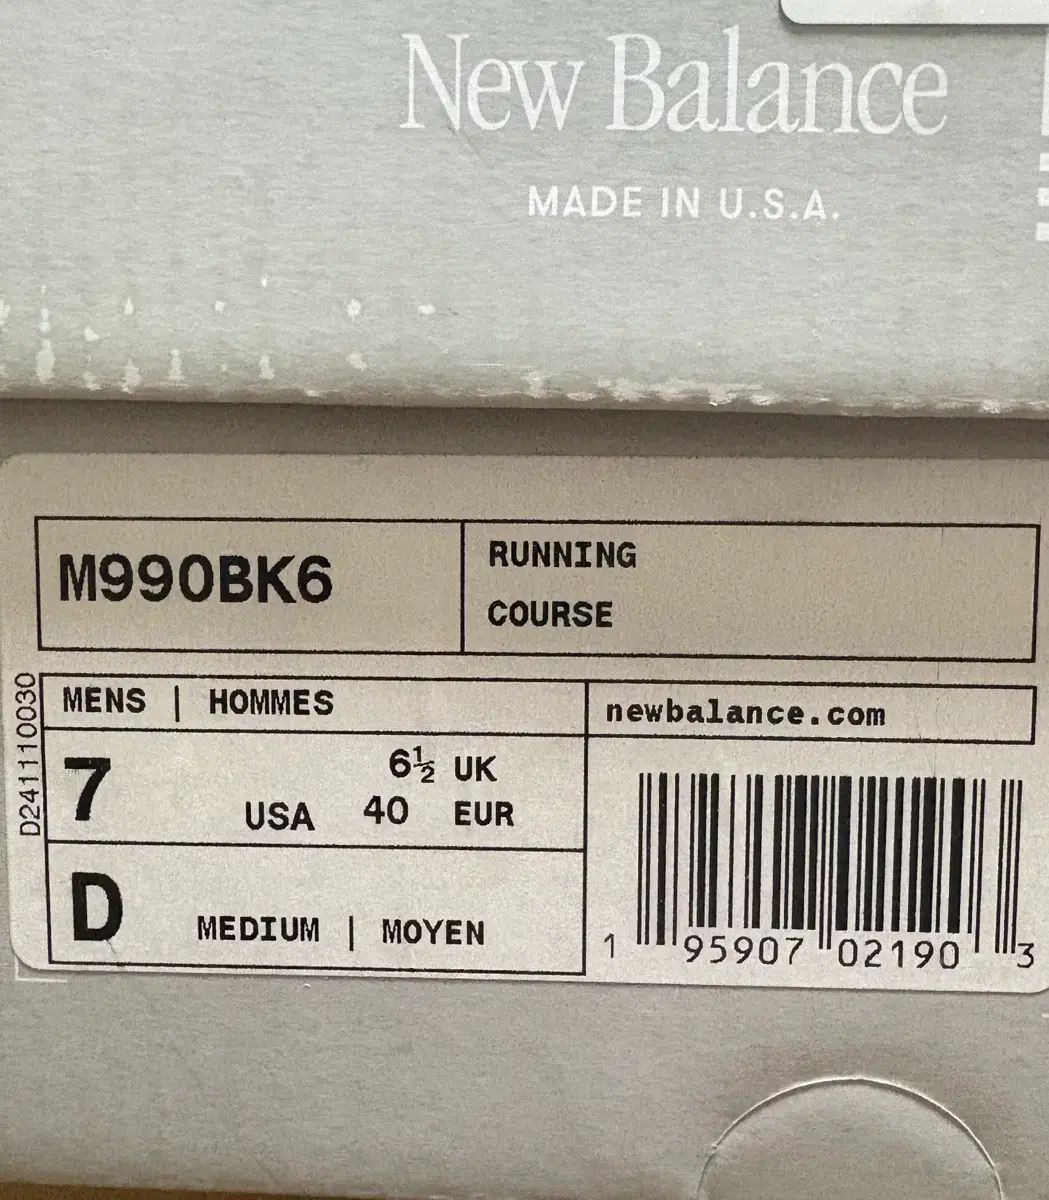 New Balance
MADE IN U.S.A.
M990BK6
RUNNING
COURSE
D2411110030
MENS | HOMMES
newbalance.com
7 USA
6½ UK
40 EUR
D MEDIUM | MOYEN
1 95907 02190 3